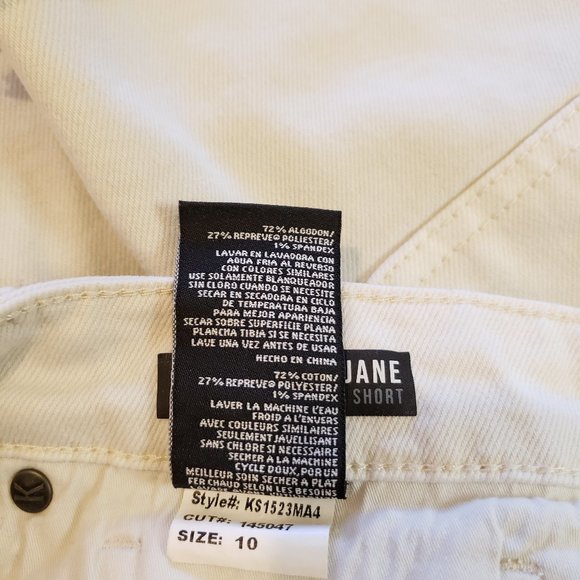 72% ALGODON/
27% REPREVE® POLIESTER/
1% SPANDEX
LAVAR EN LAVADORA CON
AGUA FRIA AL REVERSO
CON COLORES SIMILARES
USE SOLAMENTE BLANQUEADOR
SIN CLORO CUANDO SE NECESITA
SECAR EN SECADORA EN CICLO
DE TEMPERATURA BAJA
PARA MEJOR APARIENCIA
SECAR SOBRE SUPERFICIE PLANA
PLANCHA TIBIA SI SE NECESITA
LAVE UNA VEZ ANTES DE USAR
HECHO EN CHINA
72% COTON/
27% REPREVE® POLYESTER/
1% SPANDEX
LAVER LA MACHINE L'EAU
FROID A L'ENVERS
AVEC COULEURS SIMILAIRES
SEULEMENT JAVELLISANT
SANS CHLORE SI NECESSAIRE
SECHER A LA MACHINE
CYCLE DOUX, POR UN
MEILLEUR SOIN SECHER A PLAT
FER CHAUD SELON LES BESOINS
JANE
SHORT
Style#: KS1523MA4
CUT#: 145047
SIZE: 10
K